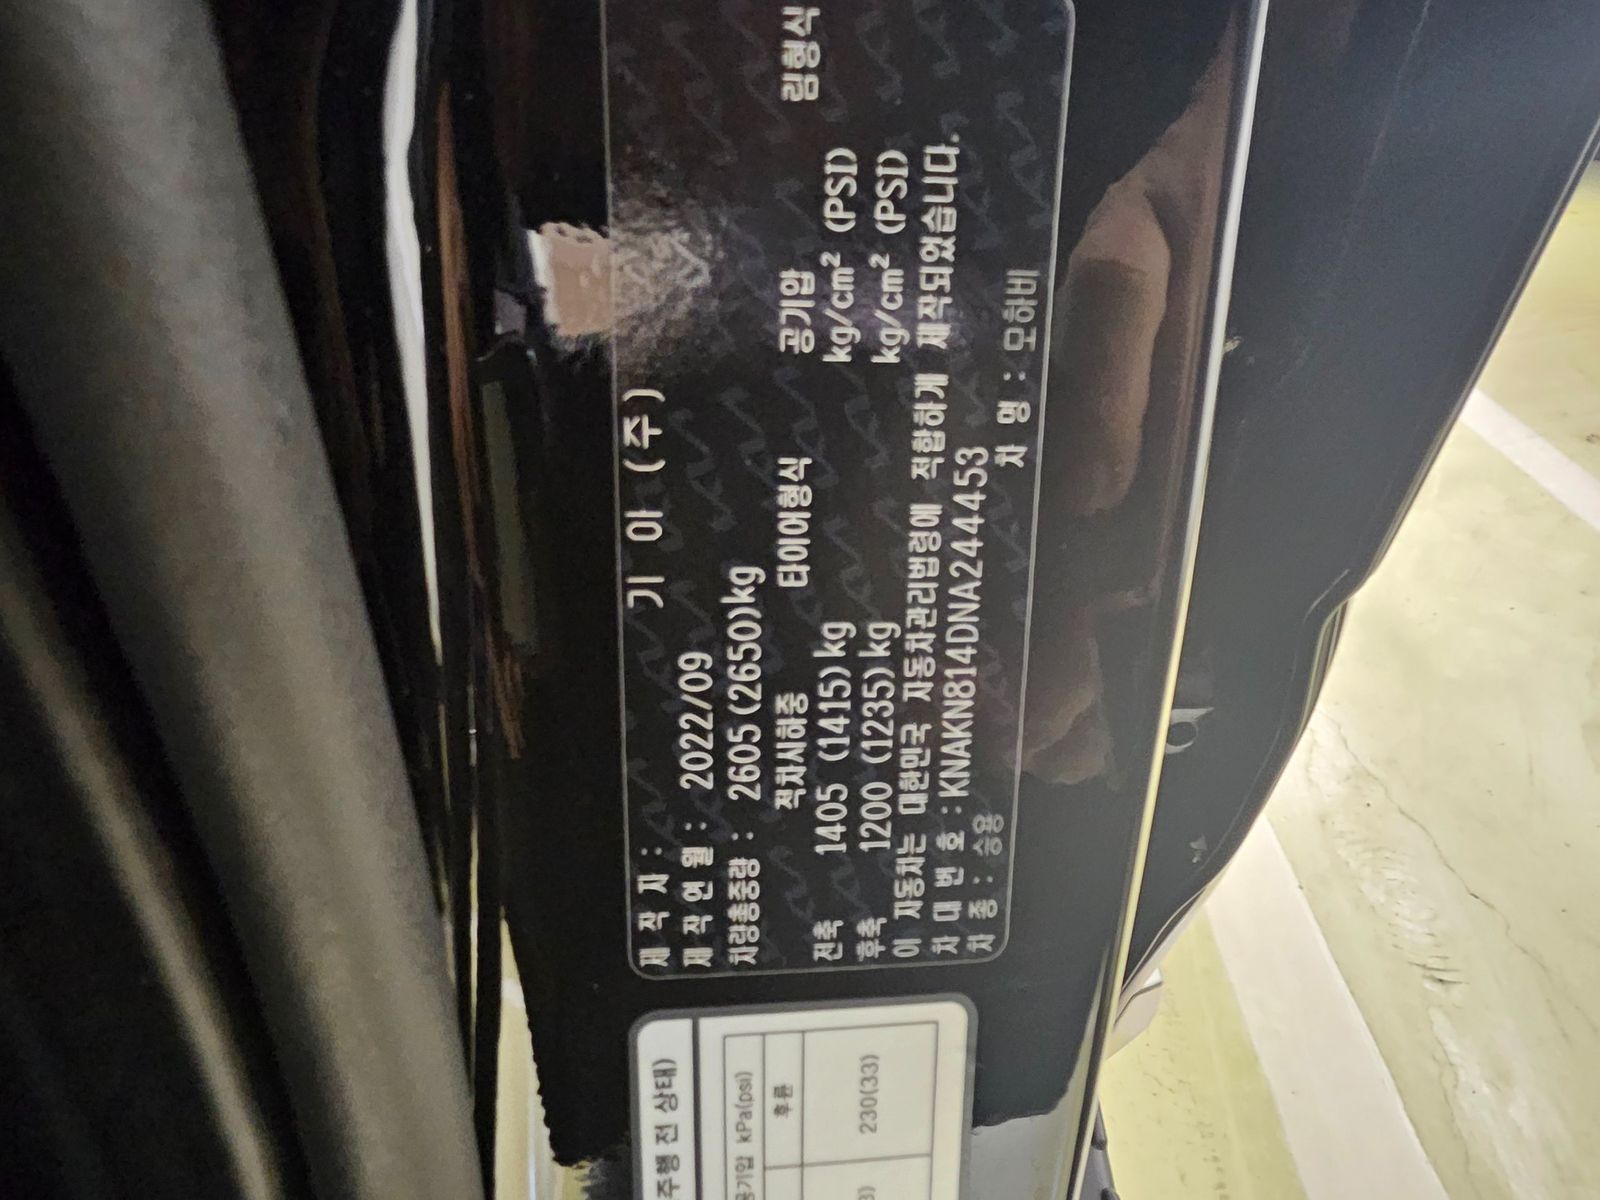 제 작 자 : 기 아 (주)
제 작 연 월 : 2022/09
차량총중량 : 2605(2650)kg
적차시하중 타이어형식 공기압 림형식
전축 1405 (1415)kg kg/cm² (PSI)
후축 1200 (1235)kg kg/cm² (PSI)
이 자동차는 대한민국 자동차관리법령에 적합하게 제작되었습니다.
차 대 번 호 : KNAKN814DNA244453
차 종 : 승용 차 명 : 모하비
주행 전 상태)
공기압 kPa(psi)
후륜
230(33)